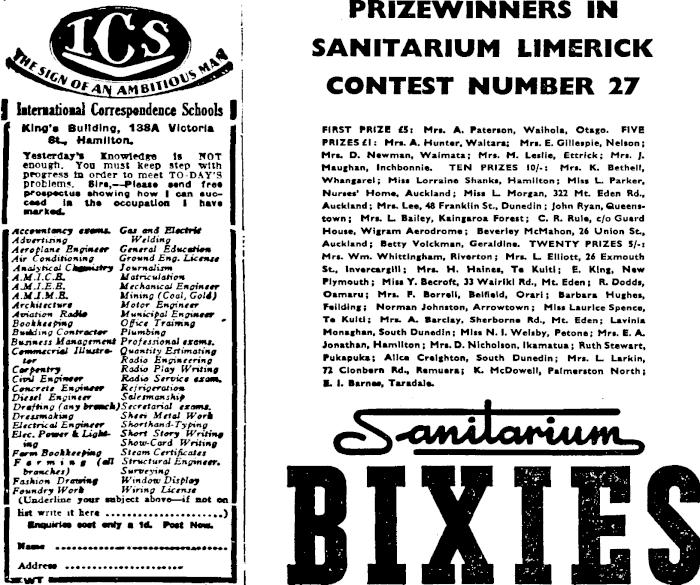 ICS
THE SIGN OF AN AMBITIOUS MAN
International Correspondence Schools
King's Building, 138A Victoria
St., Hamilton.
Yesterday's Knowledge is NOT
enough. You must keep step with
progress in order to meet TO-DAY'S
problems. Sirs,—Please send free
prospectus showing how I can suc-
ceed in the occupation I have
marked.
Accountancy exams. Gas and Electric
Advertising Welding
Aeroplane Engineer General Education
Air Conditioning Ground Eng. License
Analytical Chemistry Journalism
A.M.I.C.E. Matriculation
A.M.I.E.E. Mechanical Engineer
A.M.I.M.E. Mining (Coal, Gold)
Architecture Motor Engineer
Aviation Radio Municipal Engineer
Bookkeeping Office Training
Building Contractor Plumbing
Business Management Professional exams.
Commercial Illustra- Quantity Estimating
tor Radio Engineering
Carpentry Radio Play Writing
Civil Engineer Radio Service exam.
Concrete Engineer Refrigeration
Diesel Engineer Salesmanship
Drafting (any branch) Secretarial exams.
Dressmaking Sheet Metal Work
Electrical Engineer Shorthand-Typing
Elec. Power & Light- Short Story Writing
ing Show-Card Writing
Farm Bookkeeping Steam Certificates
Farming (all Structural Engineer.
branches) Surveying
Fashion Drawing Window Display
Foundry Work Wiring License
(Underline your subject above—if not on
list write it here ......................)
Enquiries cost only a 1d. Post Now.
Name ..............................
Address ..........................
WT
PRIZEWINNERS IN
SANITARIUM LIMERICK
CONTEST NUMBER 27
FIRST PRIZE £5: Mrs. A. Paterson, Waihola, Otago. FIVE
PRIZES £1: Mrs. A. Hunter, Waitara; Mrs. E. Gillespie, Nelson;
Mrs. D. Newman, Waimata; Mrs. M. Leslie, Ettrick; Mrs. J.
Maughan, Inchbonnie. TEN PRIZES 10/-: Mrs. K. Bethell,
Whangarei; Miss Lorraine Shanks, Hamilton; Miss L. Parker,
Nurses' Home, Auckland; Miss L. Morgan, 322 Mt. Eden Rd.,
Auckland; Mrs. Lee, 48 Franklin St., Dunedin; John Ryan, Queens-
town; Mrs. L. Bailey, Kaingaroa Forest; C. R. Rule, c/o Guard
House, Wigram Aerodrome; Beverley McMahon, 26 Union St.,
Auckland; Betty Volckman, Geraldine. TWENTY PRIZES 5/-:
Mrs. Wm. Whittingham, Riverton; Mrs. L. Elliott, 26 Exmouth
St., Invercargill; Mrs. H. Haines, Te Kuiti; E. King, New
Plymouth; Miss Y. Becroft, 33 Wairiki Rd., Mt. Eden; R. Dodds,
Oamaru; Mrs. F. Borrell, Belfield, Orari; Barbara Hughes,
Feilding; Norman Johnston, Arrowtown; Miss Laurice Spence,
Te Kuiti; Mrs. A. Barclay, Sherborne Rd., Mt. Eden; Lavinia
Monaghan, South Dunedin; Miss N. I. Welsby, Petone; Mrs. E. A.
Jonathan, Hamilton; Mrs. D. Nicholson, Ikamatua; Ruth Stewart,
Pukapuka; Alica Creighton, South Dunedin; Mrs. L. Larkin,
72 Clonbern Rd., Remuera; K. McDowell, Palmerston North;
E. I. Barnes, Taradale.
Sanitarium
BIXIES